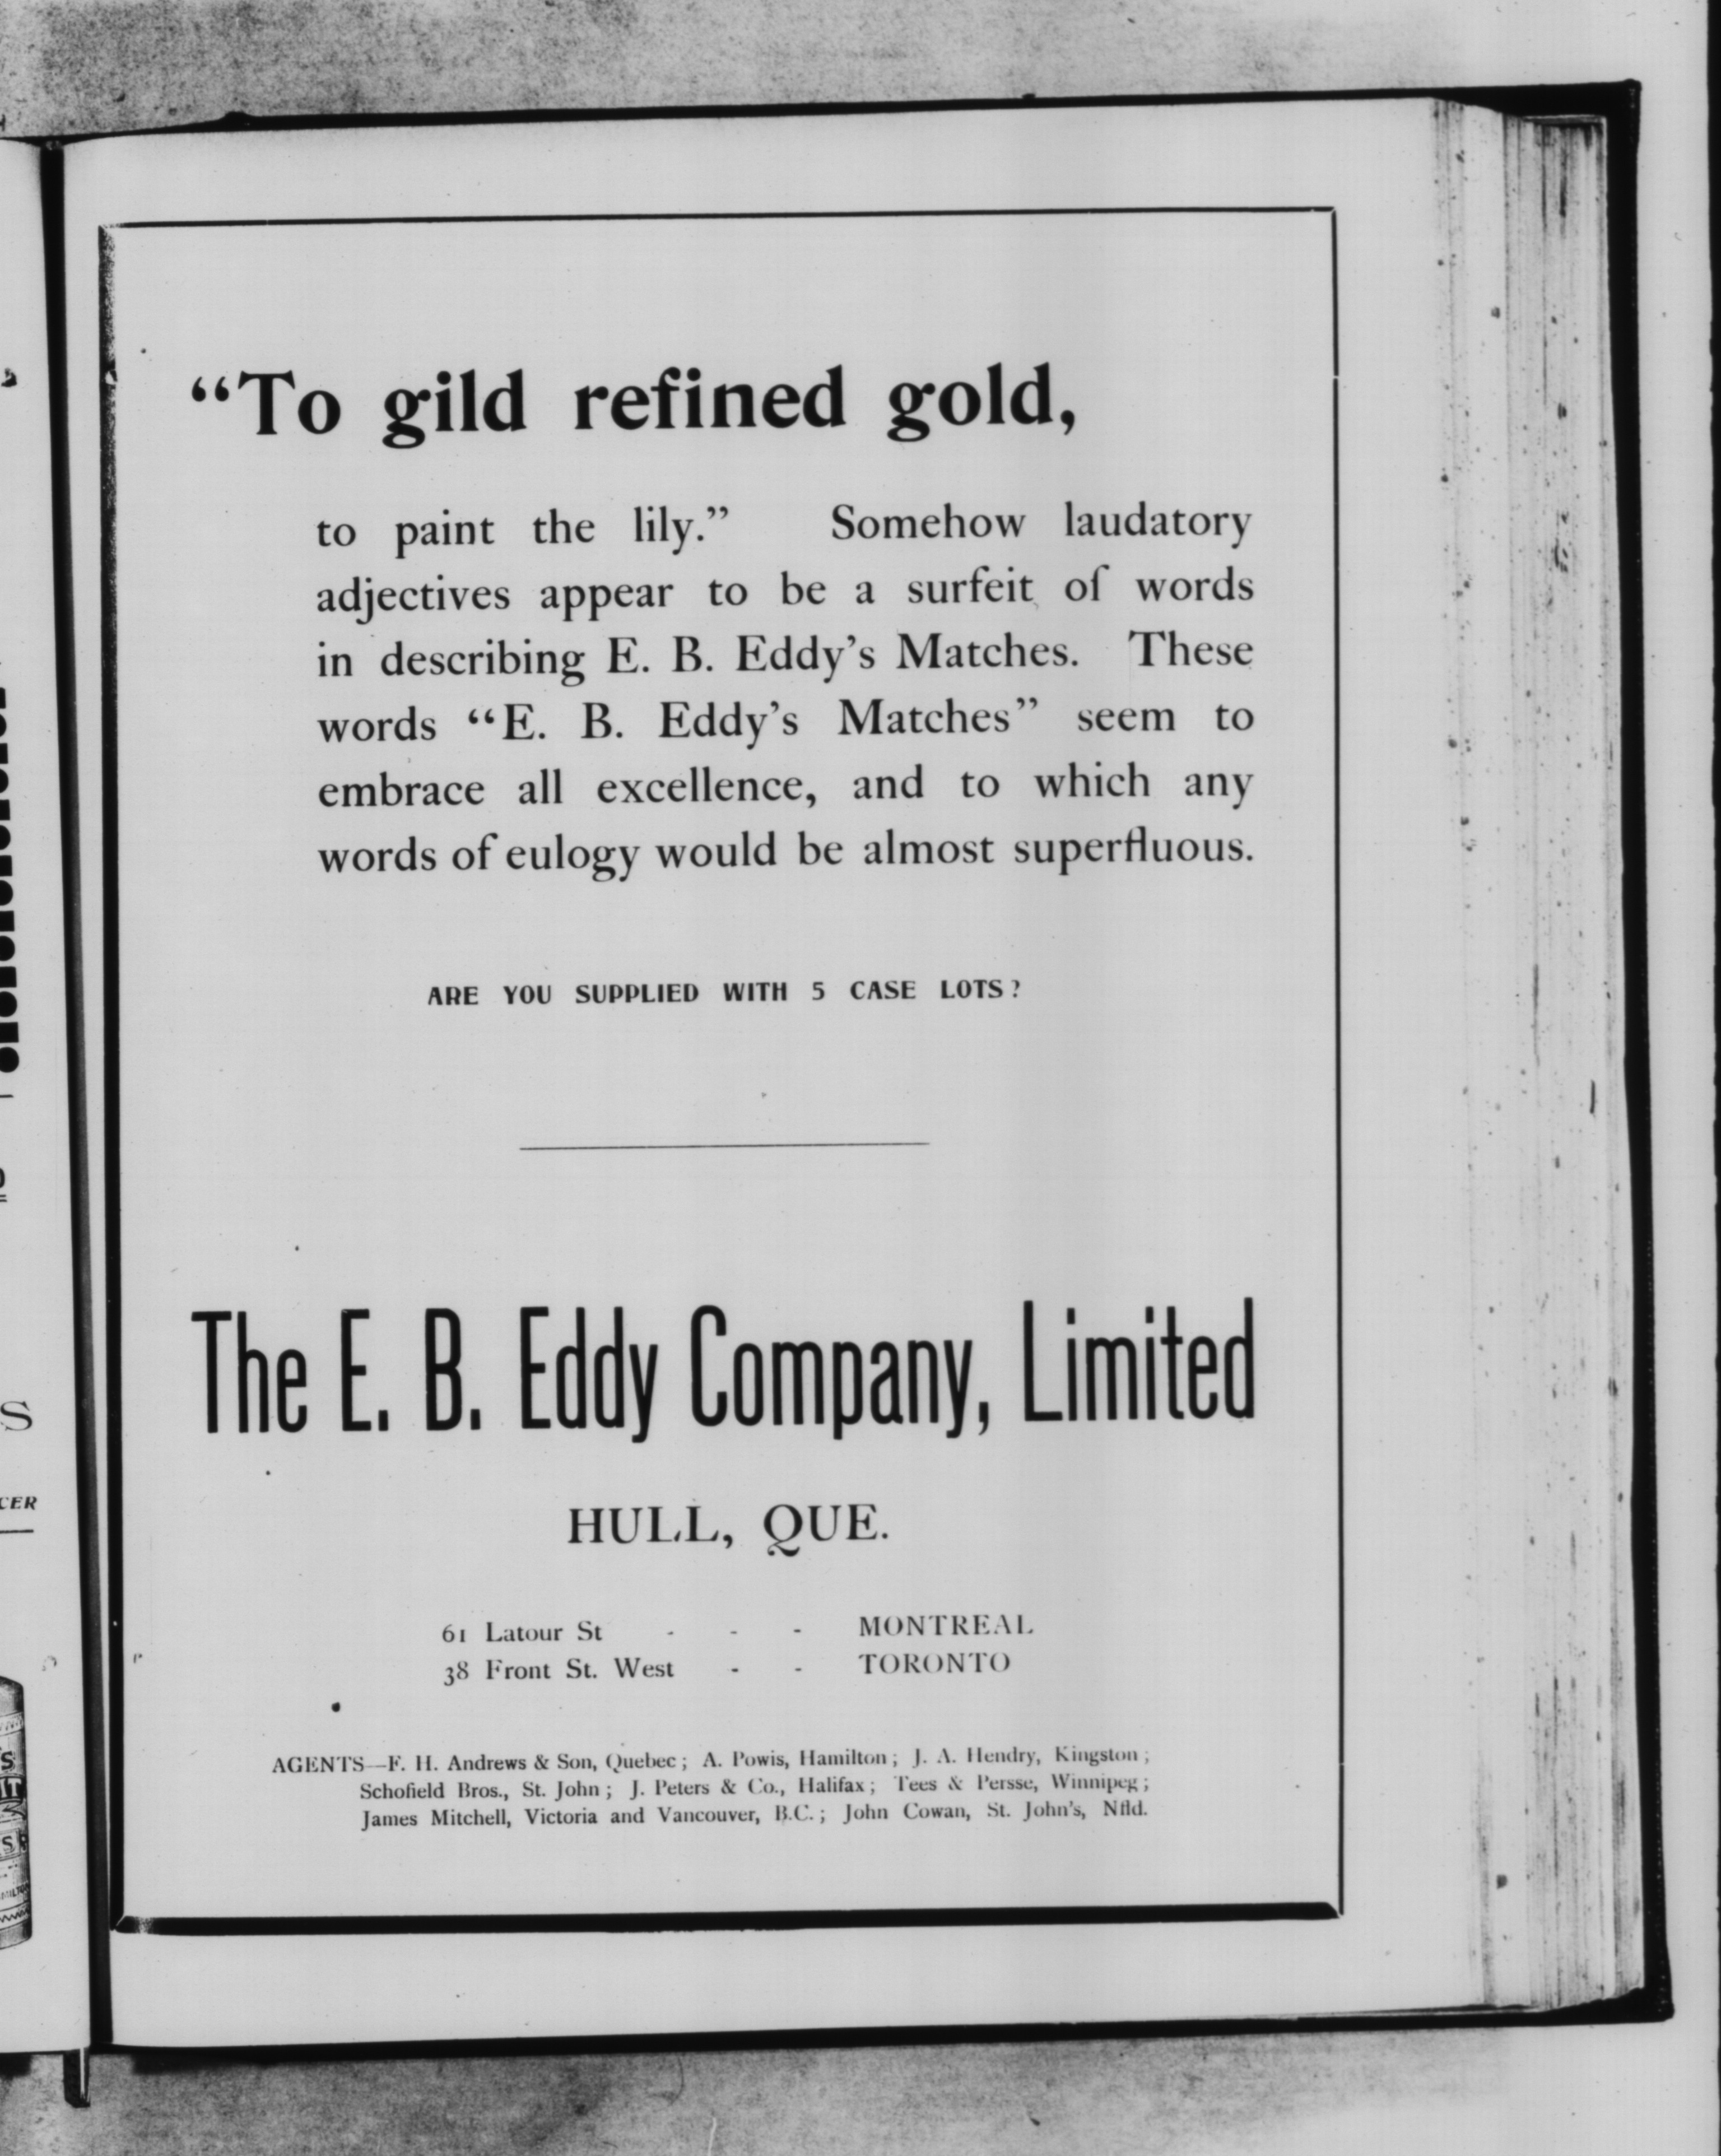 “To gild refined gold,
to paint the lily.” Somehow laudatory
adjectives appear to be a surfeit of words
in describing E. B. Eddy’s Matches. These
words “E. B. Eddy’s Matches” seem to
embrace all excellence, and to which any
words of eulogy would be almost superfluous.
ARE YOU SUPPLIED WITH 5 CASE LOTS?
The E. B. Eddy Company, Limited
HULL, QUE.
61 Latour St - - - MONTREAL
38 Front St. West - - TORONTO
AGENTS—F. H. Andrews & Son, Quebec; A. Powis, Hamilton; J. A. Hendry, Kingston;
Schofield Bros., St. John; J. Peters & Co., Halifax; Tees & Persse, Winnipeg;
James Mitchell, Victoria and Vancouver, B.C.; John Cowan, St. John’s, Nfld.